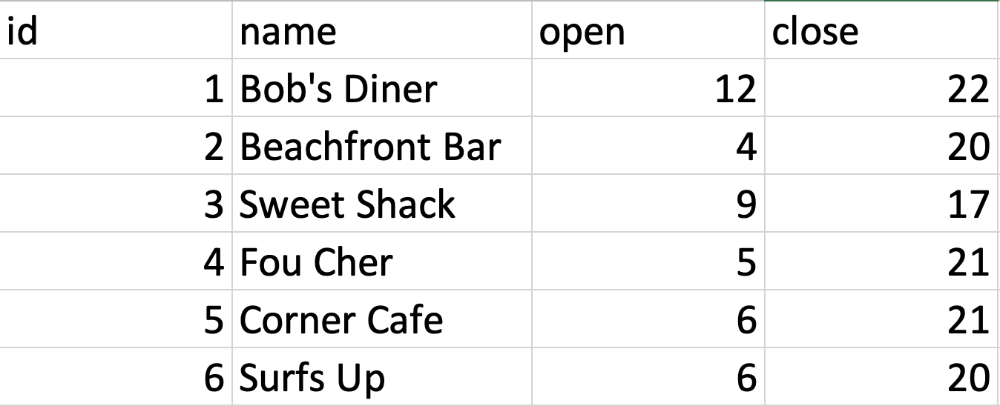 id name open close
1 Bob's Diner 12 22
2 Beachfront Bar 4 20
3 Sweet Shack 9 17
4 Fou Cher 5 21
5 Corner Cafe 6 21
6 Surfs Up 6 20